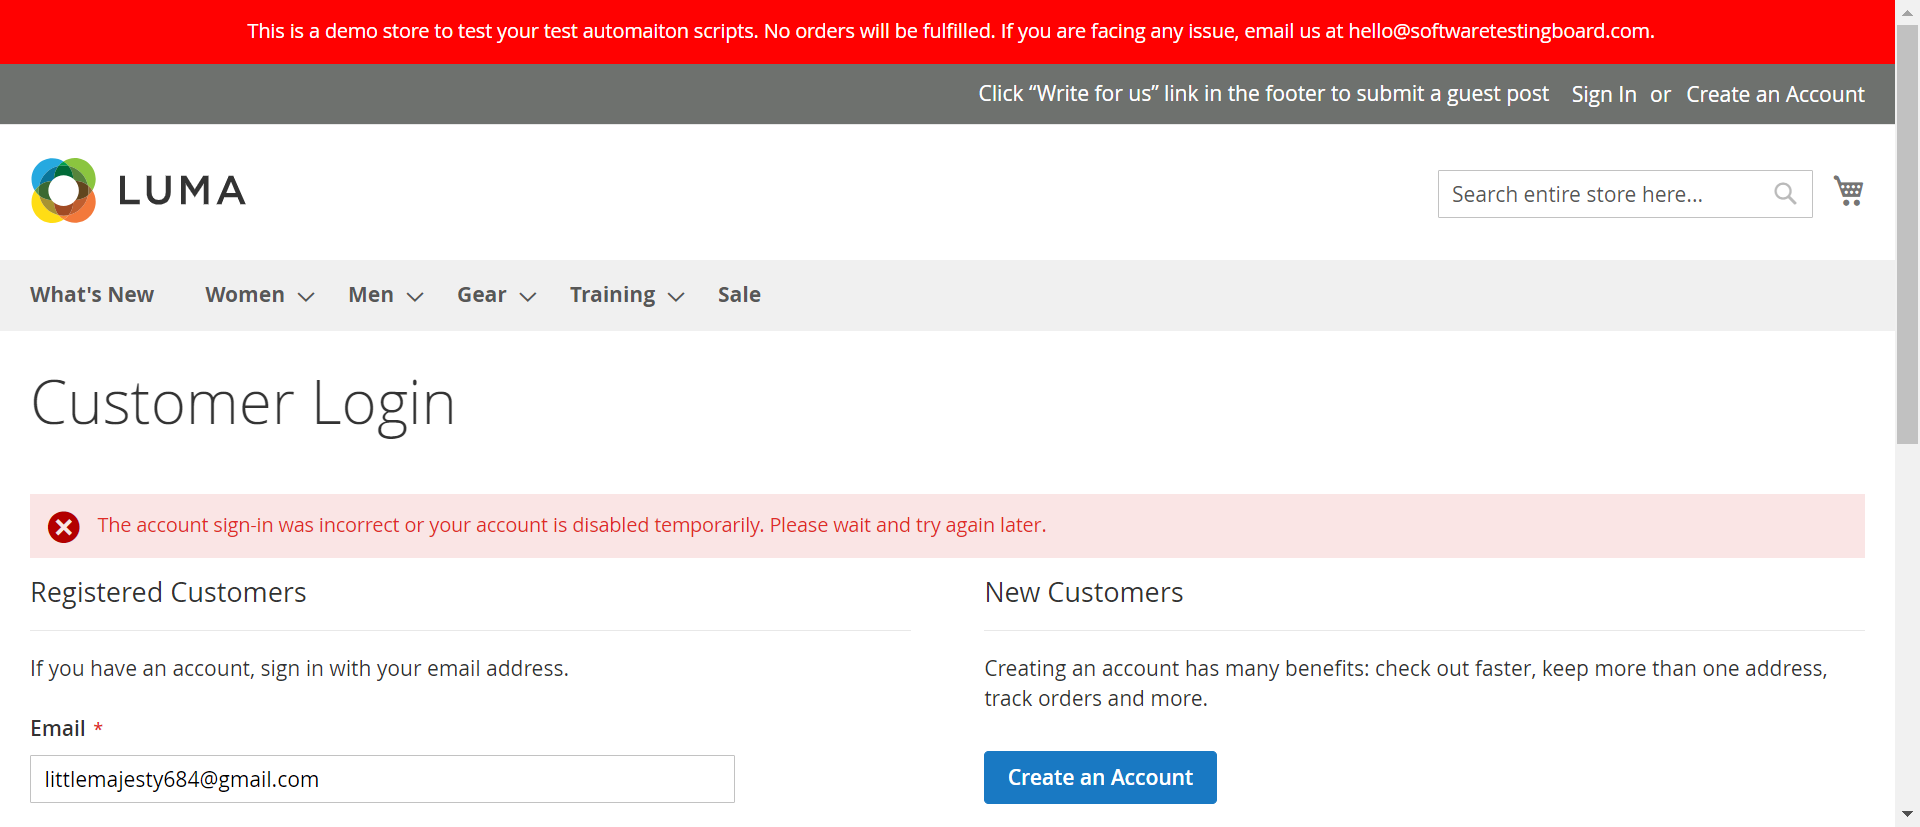 This is a demo store to test your test automaiton scripts. No orders will be fulfilled. If you are facing any issue, email us at hello@softwaretestingboard.com.
Click “Write for us” link in the footer to submit a guest post Sign In or Create an Account
LUMA
Search entire store here...
What's New Women Men Gear Training Sale
Customer Login
The account sign-in was incorrect or your account is disabled temporarily. Please wait and try again later.
Registered Customers
If you have an account, sign in with your email address.
Email *
littlemajesty684@gmail.com
New Customers
Creating an account has many benefits: check out faster, keep more than one address,
track orders and more.
Create an Account